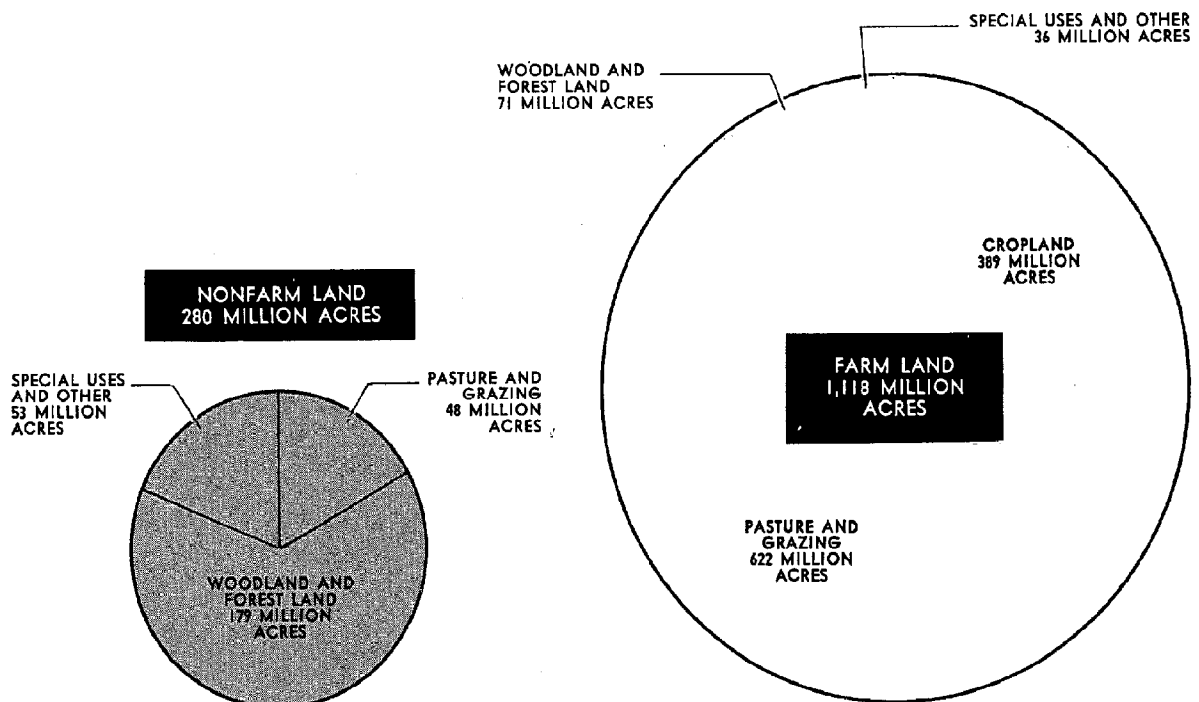 SPECIAL USES AND OTHER
36 MILLION ACRES
WOODLAND AND
FOREST LAND
71 MILLION ACRES
CROPLAND
389 MILLION
ACRES
NONFARM LAND
280 MILLION ACRES
FARM LAND
1,118 MILLION
ACRES
SPECIAL USES
AND OTHER
53 MILLION
ACRES
PASTURE AND
GRAZING
48 MILLION
ACRES
PASTURE AND
GRAZING
622 MILLION
ACRES
WOODLAND AND
FOREST LAND
179 MILLION
ACRES